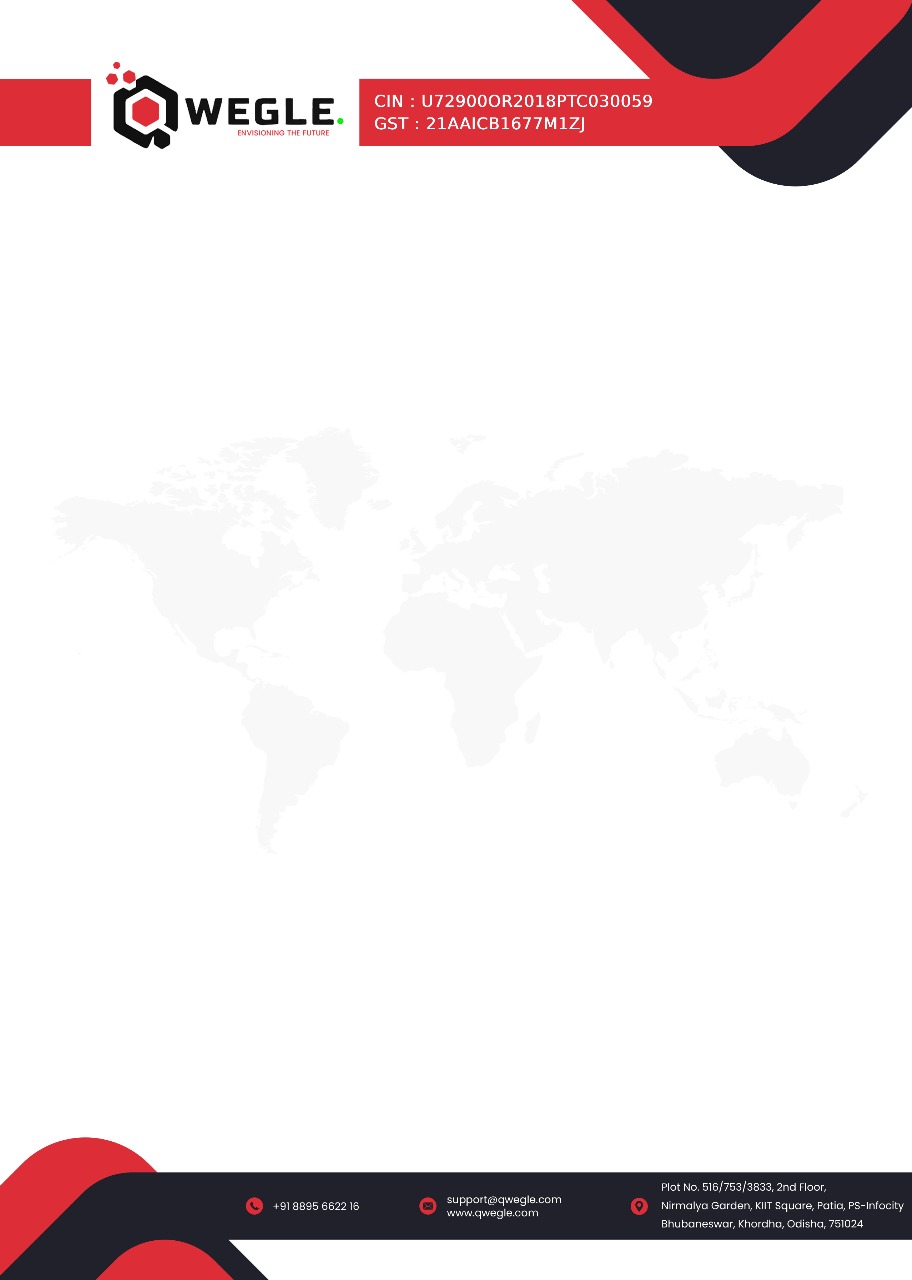 QWEGLE.
ENVISIONING THE FUTURE
CIN : U72900OR2018PTC030059
GST : 21AAICB1677M1ZJ
+91 8895 6622 16
support@qwegle.com
www.qwegle.com
Plot No. 516/753/3833, 2nd Floor,
Nirmalya Garden, KIIT Square, Patia, PS-Infocity
Bhubaneswar, Khordha, Odisha, 751024